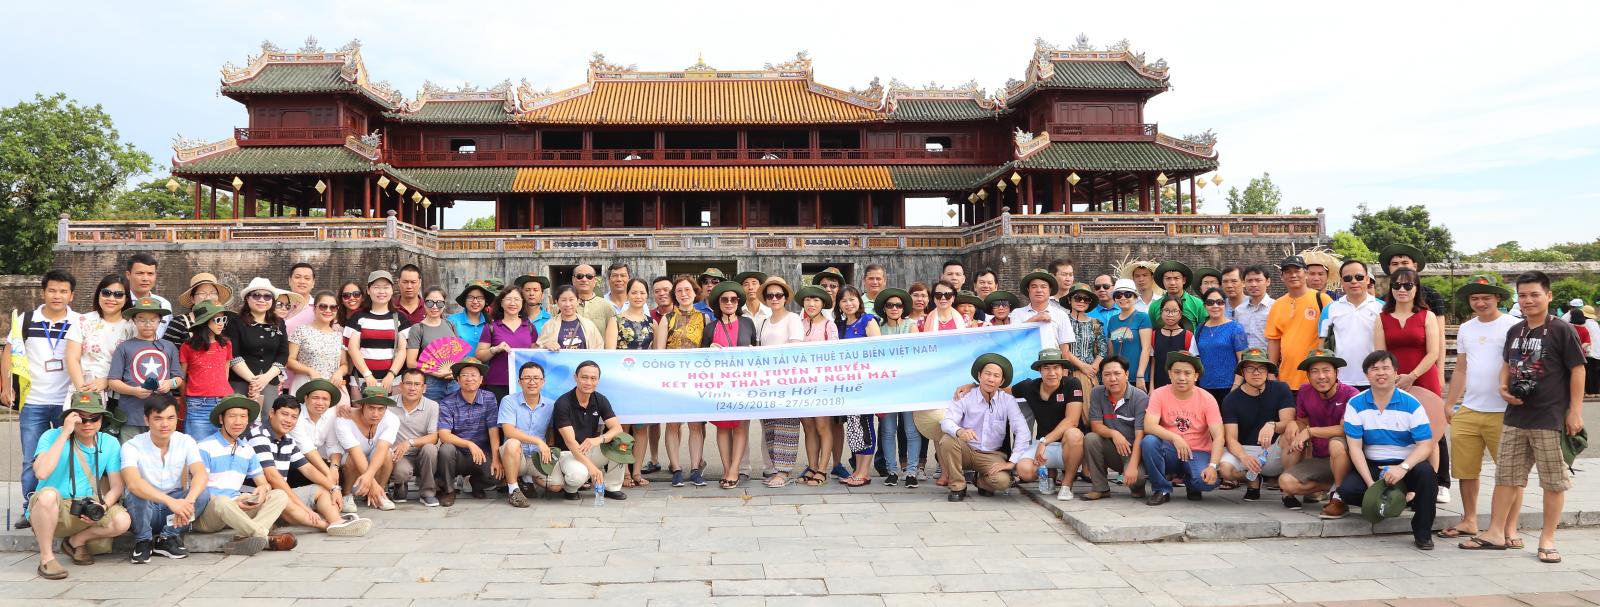 CÔNG TY CỔ PHẦN VẬN TẢI VÀ THUÊ TÀU BIỂN VIỆT NAM
HỘI NGHỊ TUYÊN TRUYỀN
KẾT HỢP THAM QUAN NGHỈ MÁT
Vinh - Đồng Hới - Huế
(24/5/2018 - 27/5/2018)